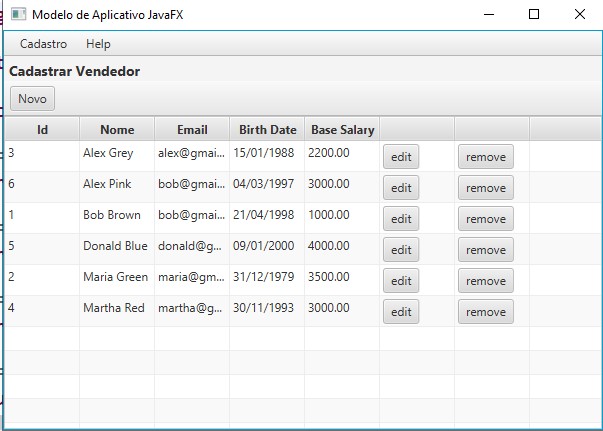 Modelo de Aplicativo JavaFX
Cadastro Help
Cadastrar Vendedor
Novo
Id Nome Email Birth Date Base Salary
3 Alex Grey alex@gmai... 15/01/1988 2200.00 edit remove
6 Alex Pink bob@gmai... 04/03/1997 3000.00 edit remove
1 Bob Brown bob@gmai... 21/04/1998 1000.00 edit remove
5 Donald Blue donald@g... 09/01/2000 4000.00 edit remove
2 Maria Green maria@gm... 31/12/1979 3500.00 edit remove
4 Martha Red martha@g... 30/11/1993 3000.00 edit remove